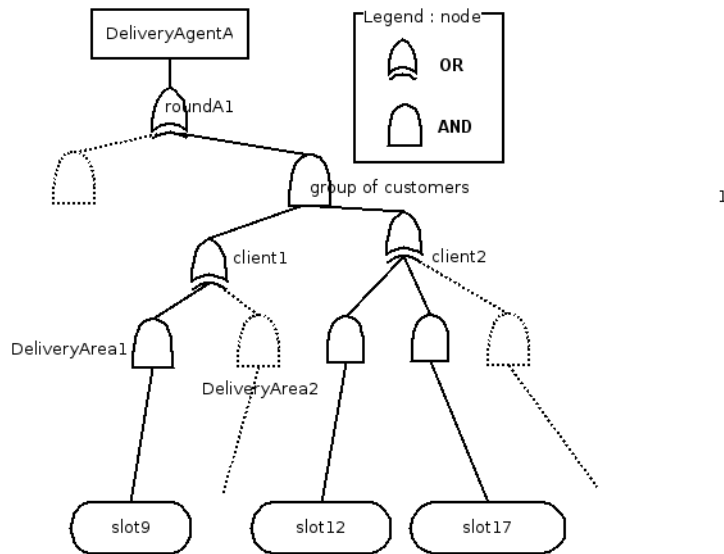 DeliveryAgentA
Legend : node
OR
AND
roundA1
group of customers
client1
client2
DeliveryArea1
DeliveryArea2
slot9
slot12
slot17